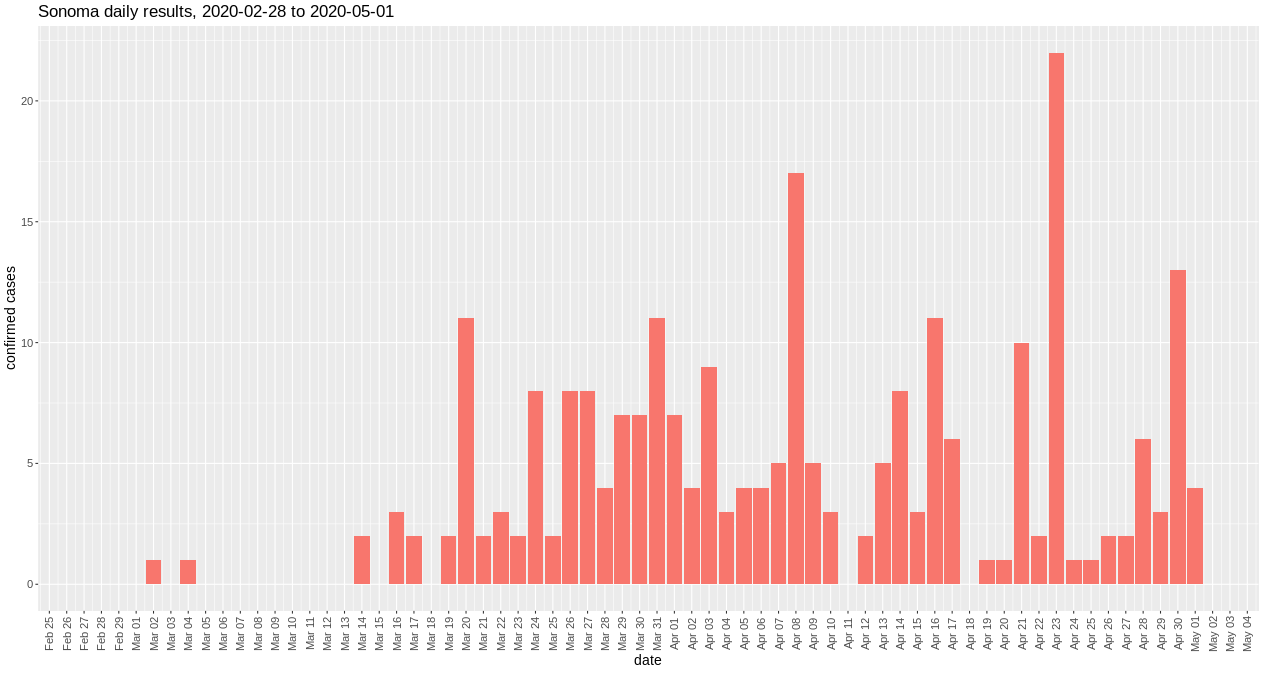 Sonoma daily results, 2020-02-28 to 2020-05-01
confirmed cases
20
15
10
5
0
Feb 25
Feb 26
Feb 27
Feb 28
Feb 29
Mar 01
Mar 02
Mar 03
Mar 04
Mar 05
Mar 06
Mar 07
Mar 08
Mar 09
Mar 10
Mar 11
Mar 12
Mar 13
Mar 14
Mar 15
Mar 16
Mar 17
Mar 18
Mar 19
Mar 20
Mar 21
Mar 22
Mar 23
Mar 24
Mar 25
Mar 26
Mar 27
Mar 28
Mar 29
Mar 30
Mar 31
Apr 01
Apr 02
Apr 03
Apr 04
Apr 05
Apr 06
Apr 07
Apr 08
Apr 09
Apr 10
Apr 11
Apr 12
Apr 13
Apr 14
Apr 15
Apr 16
Apr 17
Apr 18
Apr 19
Apr 20
Apr 21
Apr 22
Apr 23
Apr 24
Apr 25
Apr 26
Apr 27
Apr 28
Apr 29
Apr 30
May 01
May 02
May 03
May 04
date